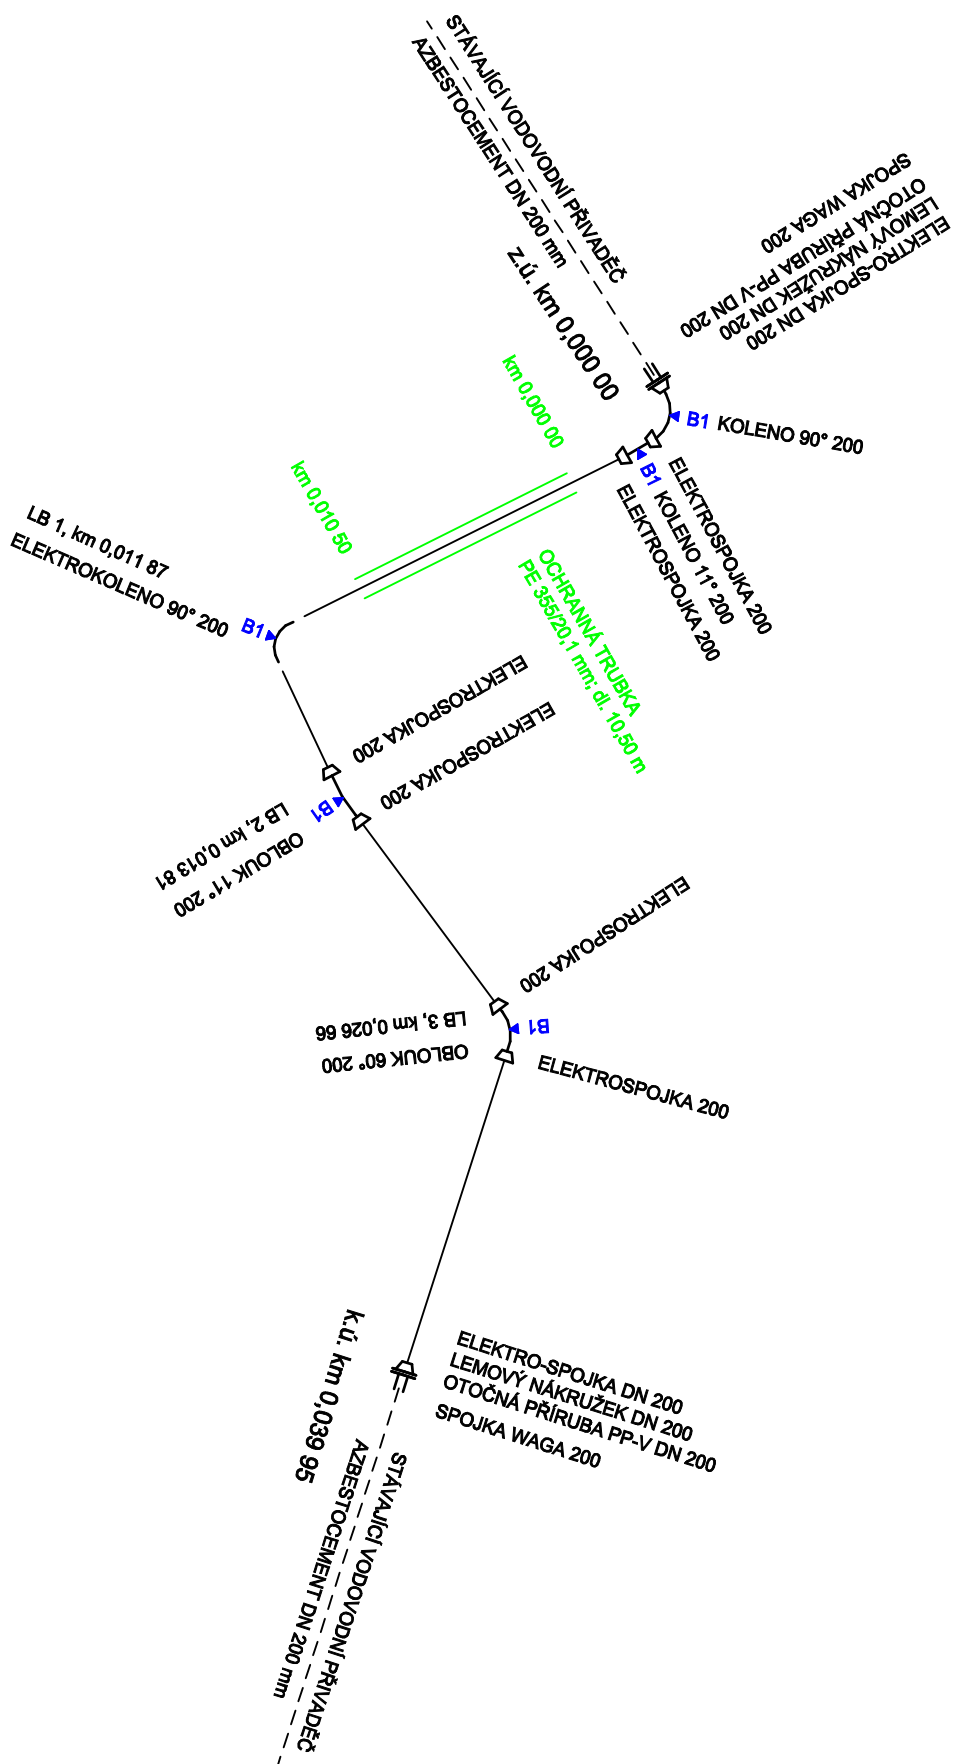 STÁVAJÍCÍ VODOVODNÍ PŘIVADĚČ
AZBESTOCEMENT DN 200 mm
z.ú. km 0,000 00
SPOJKA WAGA 200
OTOČNÁ PŘÍRUBA PP-V DN 200
LEMOVÝ NÁKRUŽEK DN 200
ELEKTRO-SPOJKA DN 200
B1 KOLENO 90° 200
ELEKTROSPOJKA 200
B1 KOLENO 11° 200
ELEKTROSPOJKA 200
km 0,000 00
km 0,010 50
OCHRANNÁ TRUBKA
PE 355/20,1 mm; dl. 10,50 m
LB 1, km 0,011 87
ELEKTROKOLENO 90° 200
B1
ELEKTROSPOJKA 200
ELEKTROSPOJKA 200
B1
LB 2, km 0,013 81
OBLOUK 11° 200
ELEKTROSPOJKA 200
LB 3, km 0,026 66
OBLOUK 60° 200
B1
ELEKTROSPOJKA 200
k.ú. km 0,039 95
ELEKTRO-SPOJKA DN 200
LEMOVÝ NÁKRUŽEK DN 200
OTOČNÁ PŘÍRUBA PP-V DN 200
SPOJKA WAGA 200
STÁVAJÍCÍ VODOVODNÍ PŘIVADĚČ
AZBESTOCEMENT DN 200 mm